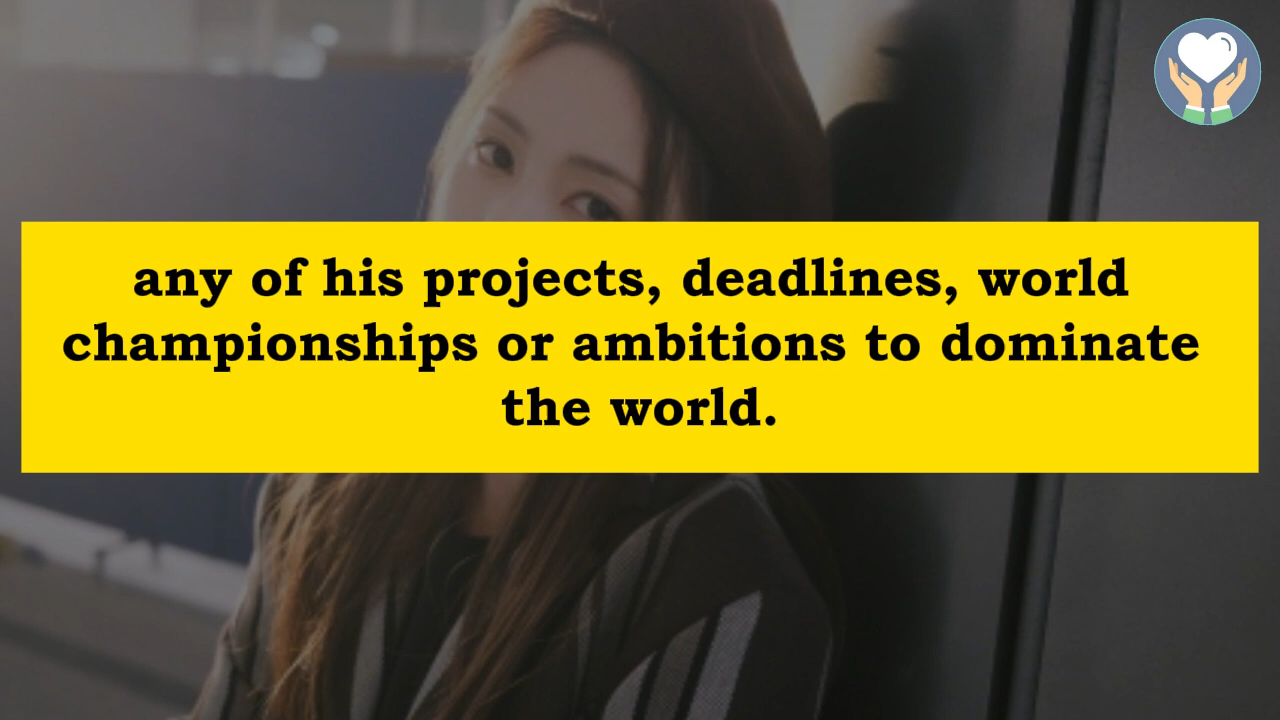 any of his projects, deadlines, world
championships or ambitions to dominate
the world.